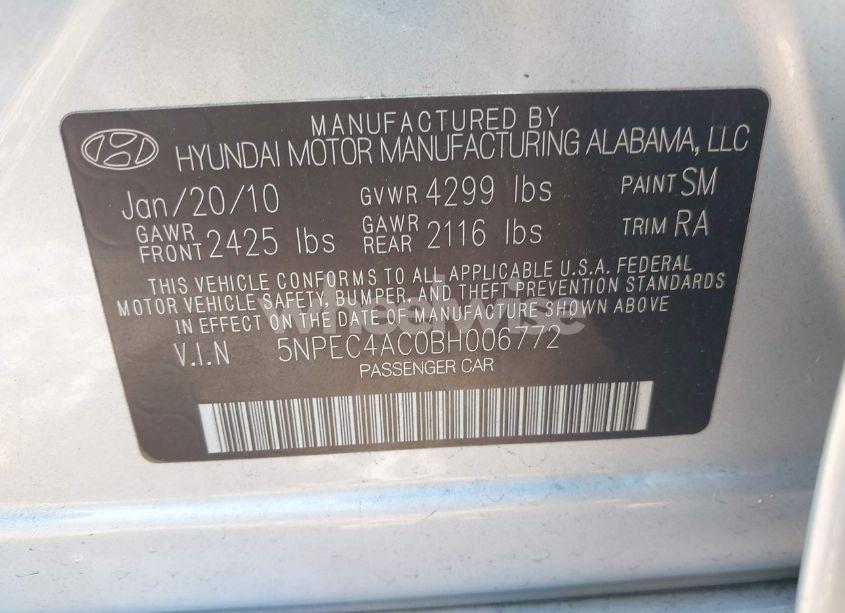 MANUFACTURED BY
HYUNDAI MOTOR MANUFACTURING ALABAMA, LLC
Jan/20/10 GVWR 4299 lbs PAINT SM
GAWR FRONT 2425 lbs GAWR REAR 2116 lbs TRIM RA
THIS VEHICLE CONFORMS TO ALL APPLICABLE U.S.A. FEDERAL
MOTOR VEHICLE SAFETY, BUMPER, AND THEFT PREVENTION STANDARDS
IN EFFECT ON THE DATE OF MANUFACTURE SHOWN ABOVE
V.I.N 5NPEC4AC0BH006772
PASSENGER CAR
wheelwise